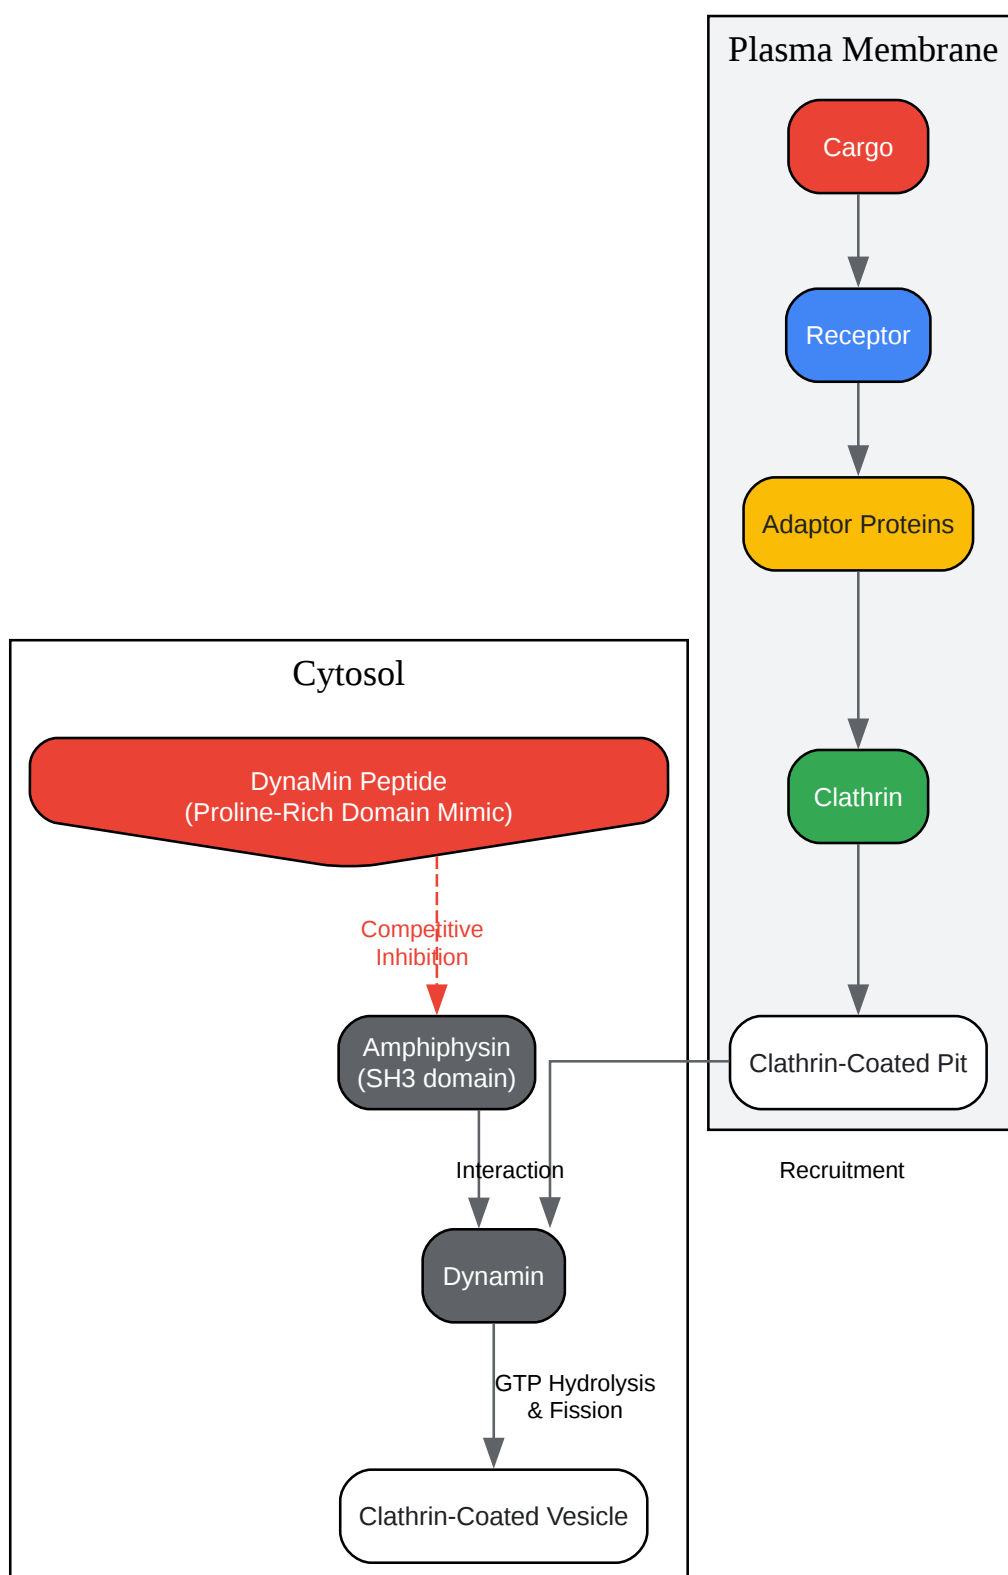 Plasma Membrane
Cargo
Receptor
Adaptor Proteins
Cytosol
DynaMin Peptide
(Proline-Rich Domain Mimic)
Clathrin
Competitive
Inhibition
Amphiphysin
(SH3 domain)
Clathrin-Coated Pit
Interaction
Recruitment
Dynamin
GTP Hydrolysis
& Fission
Clathrin-Coated Vesicle